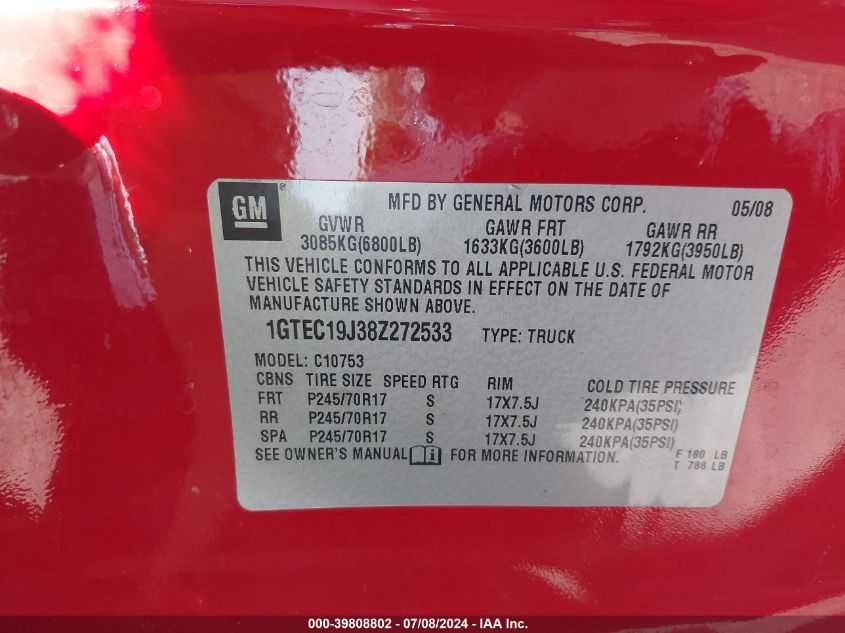 GM ® MFD BY GENERAL MOTORS CORP. 05/08
GVWR GAWR FRT GAWR RR
3085KG(6800LB) 1633KG(3600LB) 1792KG(3950LB)
THIS VEHICLE CONFORMS TO ALL APPLICABLE U.S. FEDERAL MOTOR
VEHICLE SAFETY STANDARDS IN EFFECT ON THE DATE OF
MANUFACTURE SHOWN ABOVE.
1GTEC19J38Z272533 TYPE: TRUCK
MODEL: C10753
CBNS TIRE SIZE SPEED RTG RIM COLD TIRE PRESSURE
FRT P245/70R17 S 17X7.5J 240KPA(35PSI)
RR P245/70R17 S 17X7.5J 240KPA(35PSI)
SPA P245/70R17 S 17X7.5J 240KPA(35PSI)
SEE OWNER'S MANUAL FOR MORE INFORMATION. F 180 LB
T 788 LB
000-39808802 - 07/08/2024 - IAA Inc.